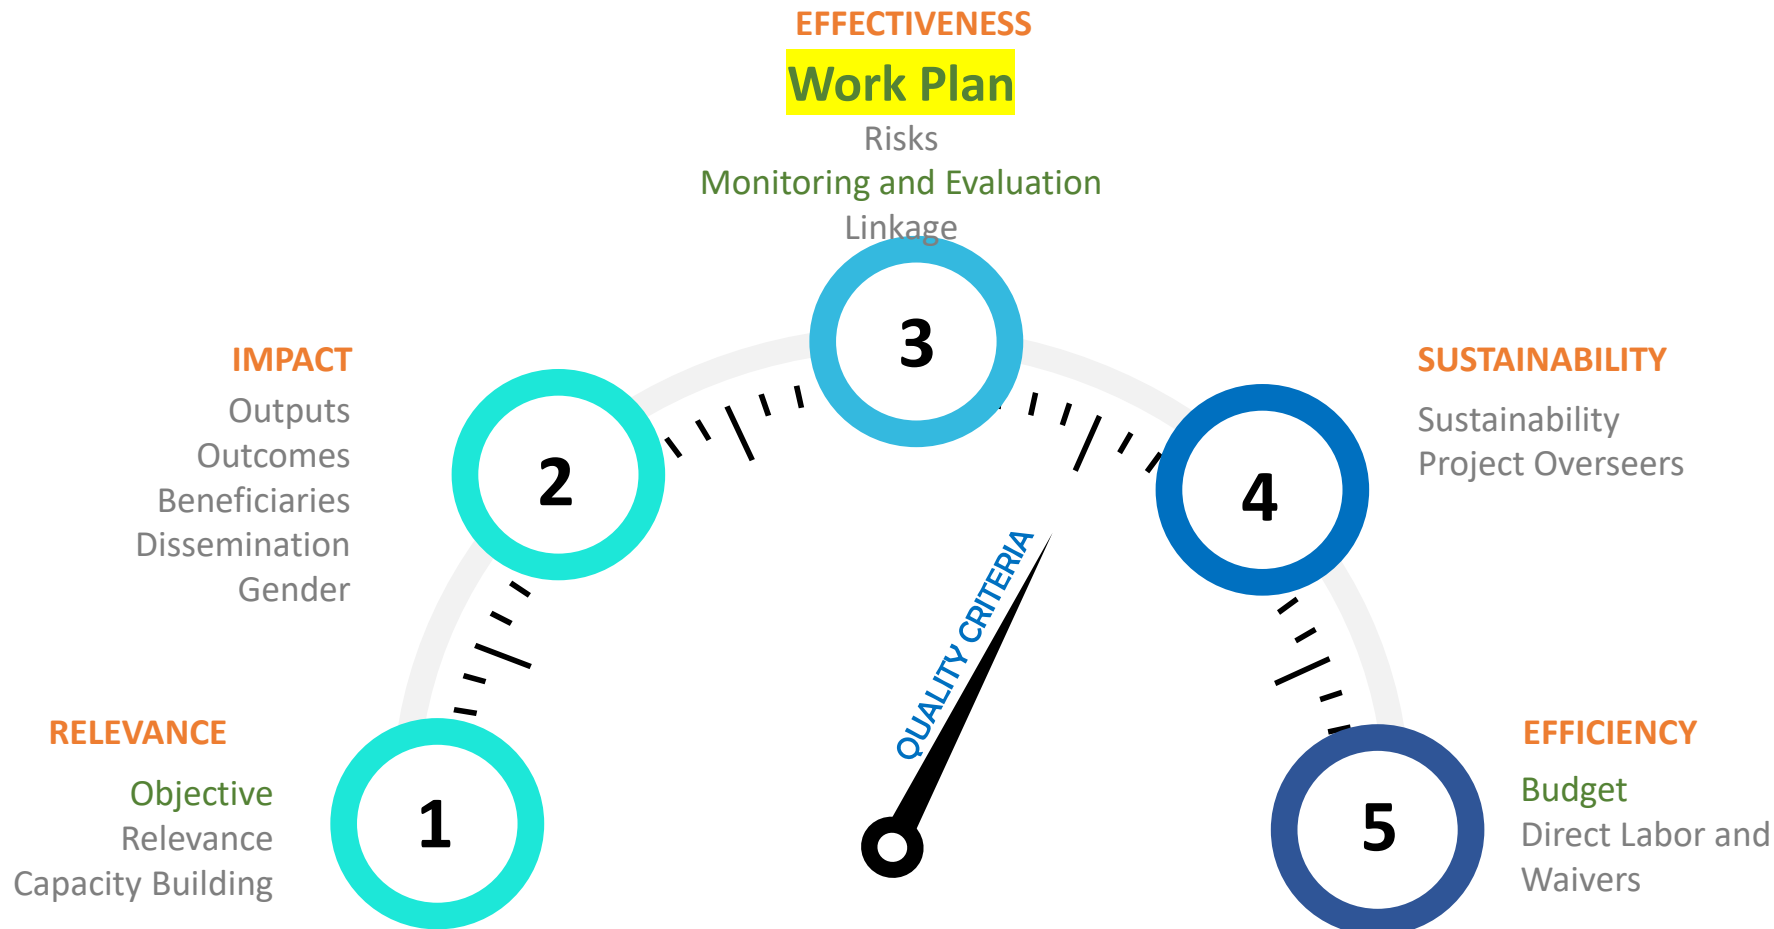 EFFECTIVENESS
Work Plan
Risks
Monitoring and Evaluation
Linkage
3
IMPACT
Outputs
Outcomes
Beneficiaries
Dissemination
Gender
2
SUSTAINABILITY
Sustainability
Project Overseers
4
QUALITY CRITERIA
RELEVANCE
Objective
Relevance
Capacity Building
1
EFFICIENCY
Budget
Direct Labor and
Waivers
5